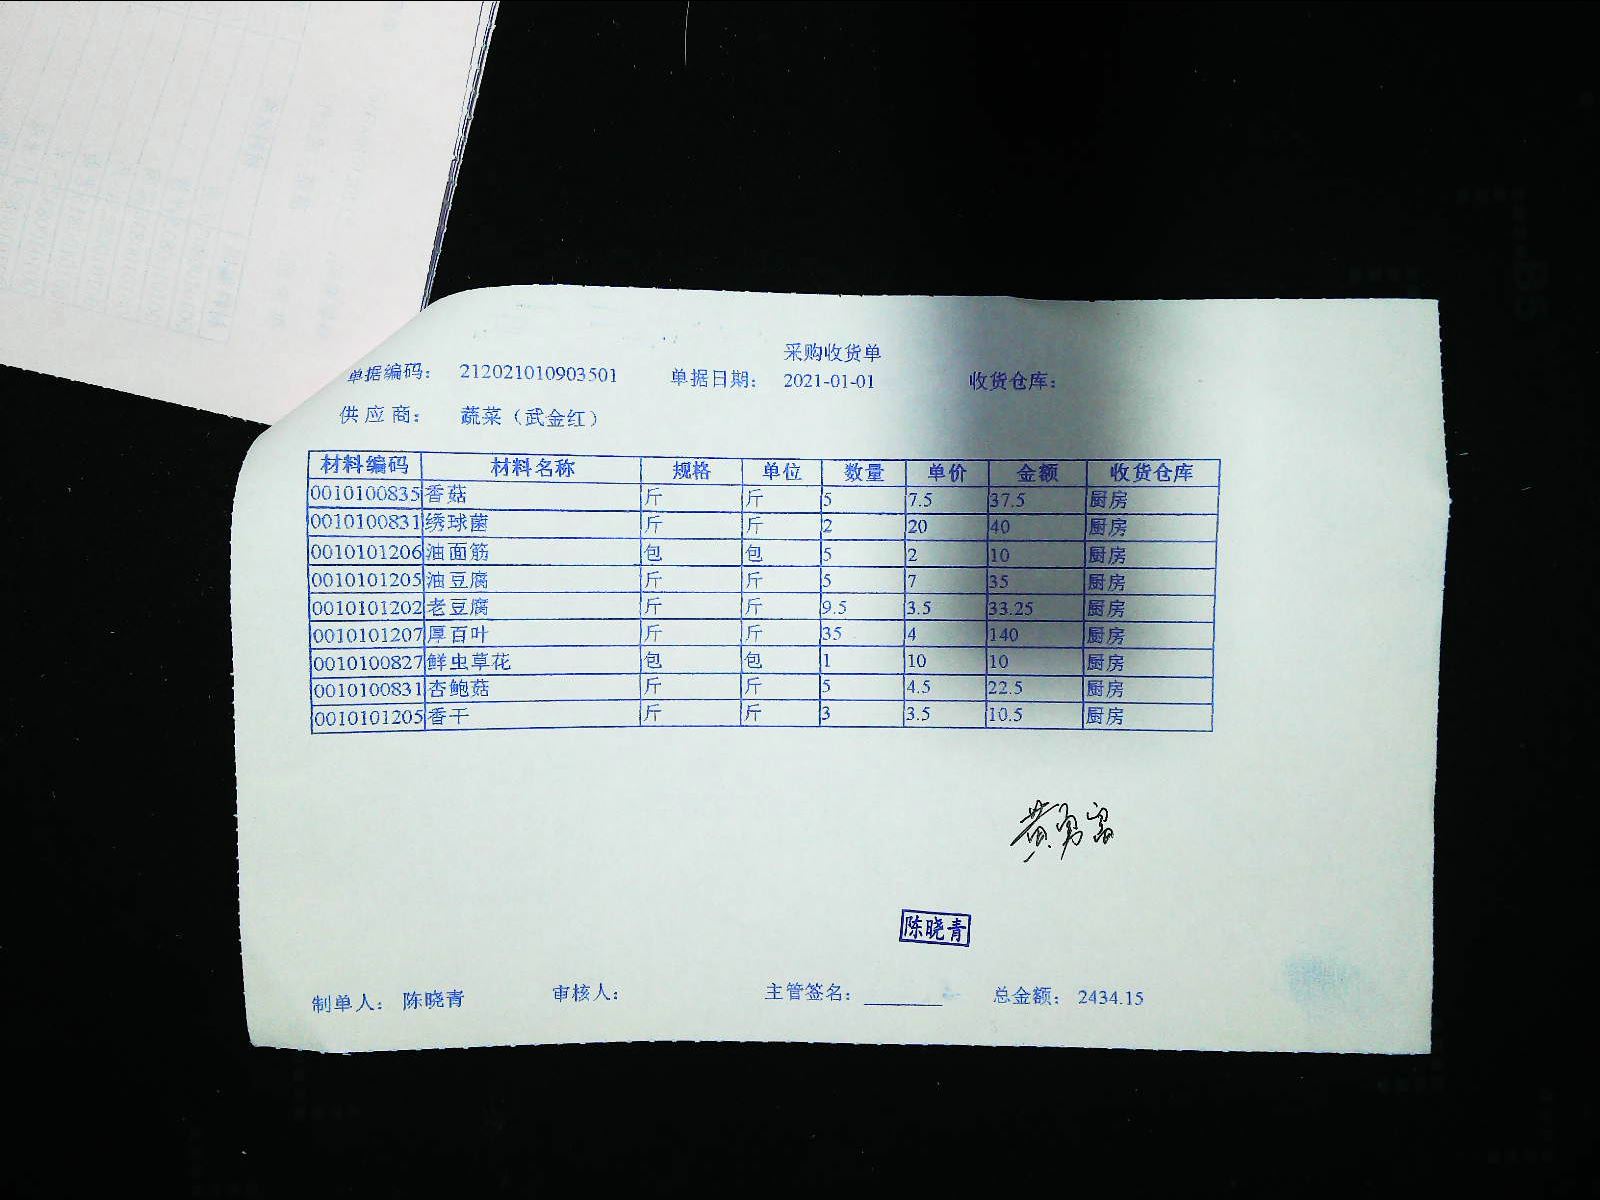 采购收货单
单据编码： 212021010903501 单据日期： 2021-01-01 收货仓库：
供应商： 蔬菜（武金红）
材料编码 材料名称 规格 单位 数量 单价 金额 收货仓库
0010100835 香菇 斤 斤 5 7.5 37.5 厨房
0010100831 绣球菌 斤 斤 2 20 40 厨房
0010101206 油面筋 包 包 5 2 10 厨房
0010101205 油豆腐 斤 斤 5 7 35 厨房
0010101202 老豆腐 斤 斤 9.5 3.5 33.25 厨房
0010101207 厚百叶 斤 斤 35 4 140 厨房
0010100827 鲜虫草花 包 包 1 10 10 厨房
0010100831 杏鲍菇 斤 斤 5 4.5 22.5 厨房
0010101205 香干 斤 斤 3 3.5 10.5 厨房
黄勇富
陈晓青
制单人： 陈晓青 审核人： 主管签名： 总金额： 2434.15